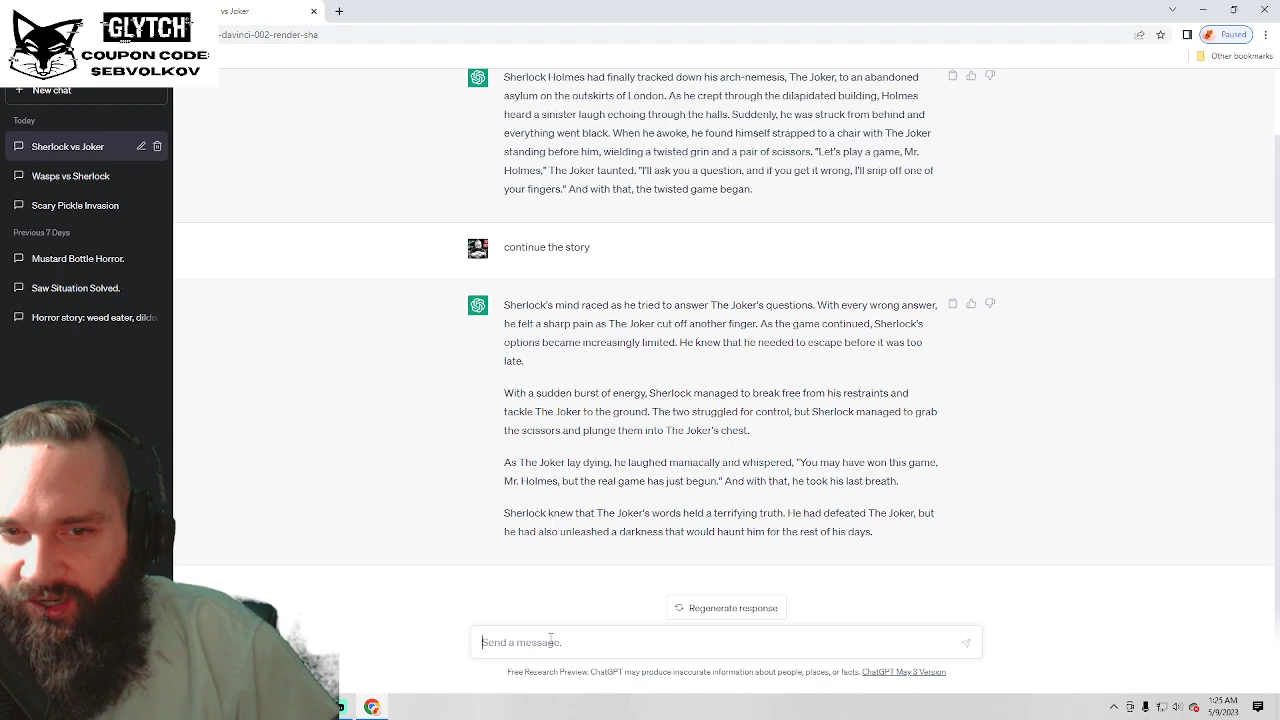 vs Joker
GLYTCH
COUPON CODE:
SEBVOLKOV
-davinci-002-render-sha
Paused
Other bookmarks
New chat
Today
Sherlock vs Joker
Wasps vs Sherlock
Scary Pickle Invasion
Previous 7 Days
Mustard Bottle Horror.
Saw Situation Solved.
Horror story: weed eater, dildo,
Sherlock Holmes had finally tracked down his arch-nemesis, The Joker, to an abandoned
asylum on the outskirts of London. As he crept through the dilapidated building, Holmes
heard a sinister laugh echoing through the halls. Suddenly, he was struck from behind and
everything went black. When he awoke, he found himself strapped to a chair with The Joker
standing before him, wielding a twisted grin and a pair of scissors. "Let's play a game, Mr.
Holmes," The Joker taunted. "I'll ask you a question, and if you get it wrong, I'll snip off one of
your fingers." And with that, the twisted game began.
continue the story
Sherlock's mind raced as he tried to answer The Joker's questions. With every wrong answer,
he felt a sharp pain as The Joker cut off another finger. As the game continued, Sherlock's
options became increasingly limited. He knew that he needed to escape before it was too
late.
With a sudden burst of energy, Sherlock managed to break free from his restraints and
tackle The Joker to the ground. The two struggled for control, but Sherlock managed to grab
the scissors and plunge them into The Joker's chest.
As The Joker lay dying, he laughed maniacally and whispered, "You may have won this game,
Mr. Holmes, but the real game has just begun." And with that, he took his last breath.
Sherlock knew that The Joker's words held a terrifying truth. He had defeated The Joker, but
he had also unleashed a darkness that would haunt him for the rest of his days.
Regenerate response
Send a message.
Free Research Preview. ChatGPT may produce inaccurate information about people, places, or facts. ChatGPT May 3 Version
1:25 AM